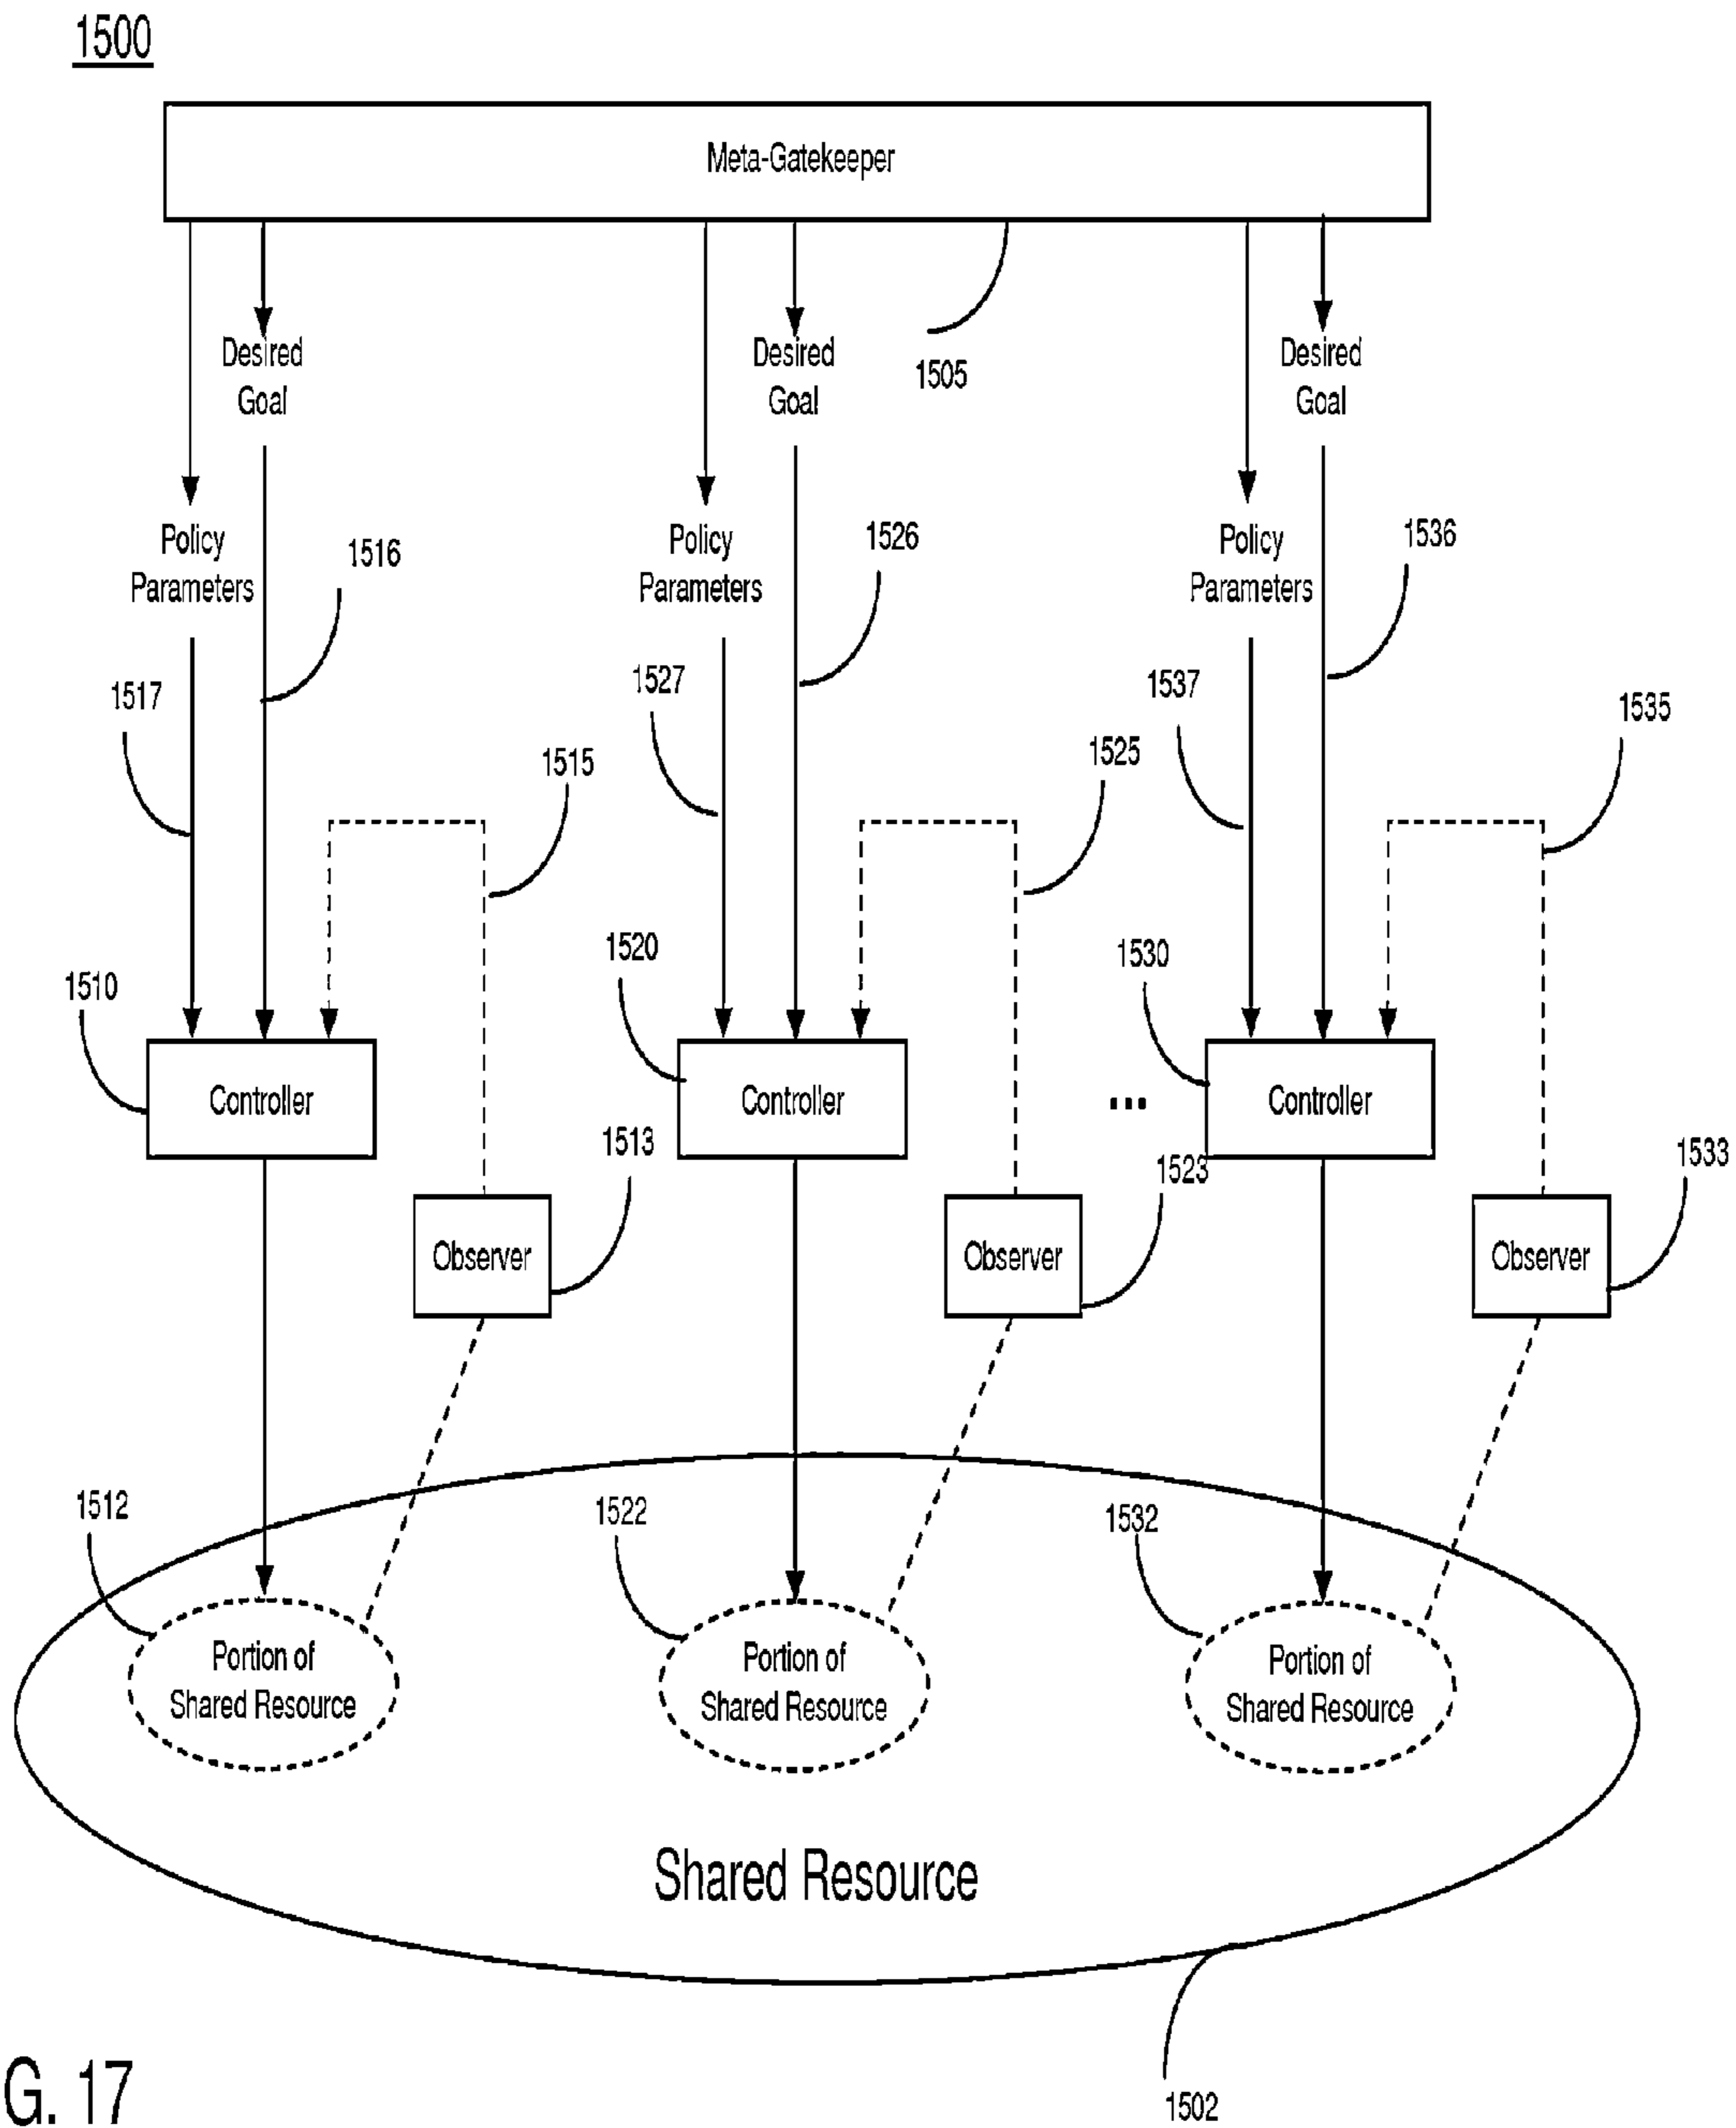 1500
Meta-Gatekeeper
Desired
Goal
Desired
Goal
1505
Desired
Goal
Policy
Parameters
1516
Policy
Parameters
1526
Policy
Parameters
1536
1517
1527
1537
1535
1515
1525
1510
1520
1530
Controller
Controller
...
Controller
1513
1523
1533
Observer
Observer
Observer
1512
1522
1532
Portion of
Shared Resource
Portion of
Shared Resource
Portion of
Shared Resource
Shared Resource
G. 17
1502